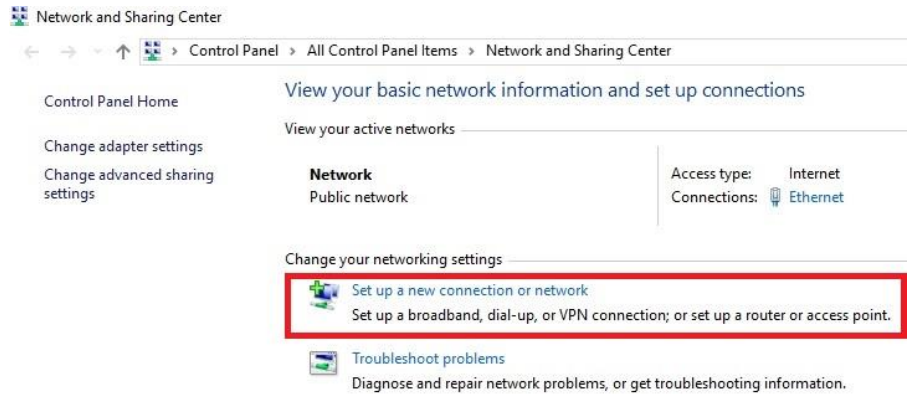 Network and Sharing Center
Control Panel > All Control Panel Items > Network and Sharing Center
Control Panel Home
Change adapter settings
Change advanced sharing
settings
View your basic network information and set up connections
View your active networks
Network
Public network
Access type: Internet
Connections: Ethernet
Change your networking settings
Set up a new connection or network
Set up a broadband, dial-up, or VPN connection; or set up a router or access point.
Troubleshoot problems
Diagnose and repair network problems, or get troubleshooting information.